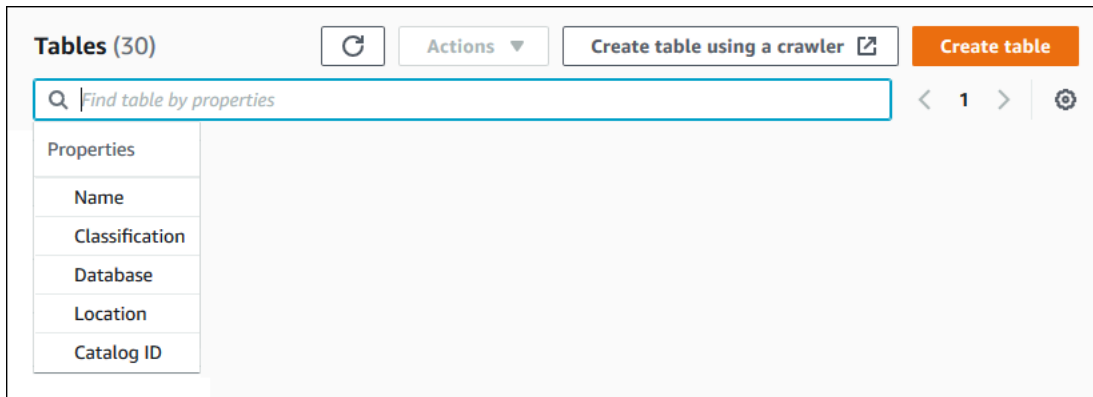 Tables (30) Actions Create table using a crawler Create table
Find table by properties 1
Properties
Name
Classification
Database
Location
Catalog ID